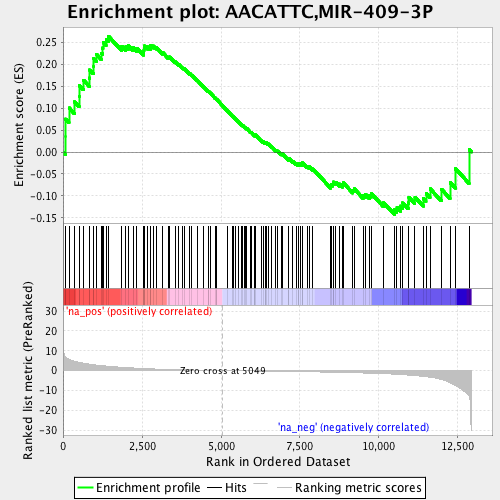 Enrichment plot: AACATTC,MIR-409-3P
Enrichment score (ES)
0.25
0.20
0.15
0.10
0.05
0.00
-0.05
-0.10
-0.15
'na_pos' (positively correlated)
Ranked list metric (PreRanked)
30
20
10
0
-10
-20
-30
Zero cross at 5049
'na_neg' (negatively correlated)
0 2,500 5,000 7,500 10,000 12,500
Rank in Ordered Dataset
Enrichment profile Hits Ranking metric scores